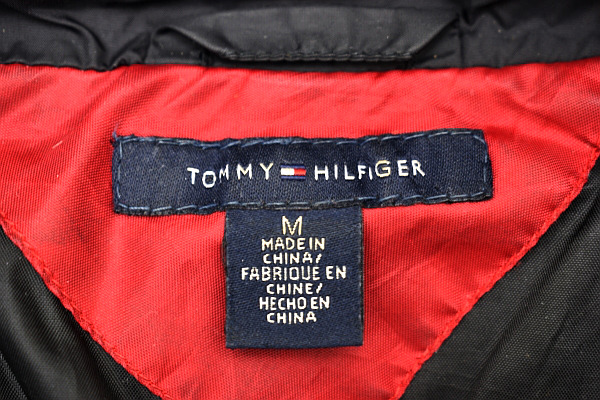 TOMMY HILFIGER
M
MADE IN
CHINA/
FABRIQUE EN
CHINE/
HECHO EN
CHINA